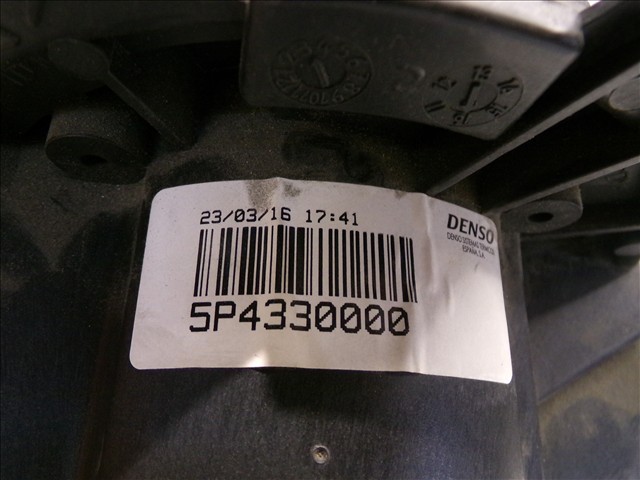 23/03/16 17:41
DENSO
DENSO SISTEMAS TERMICOS
ESPAÑA, S.A.
5P4330000